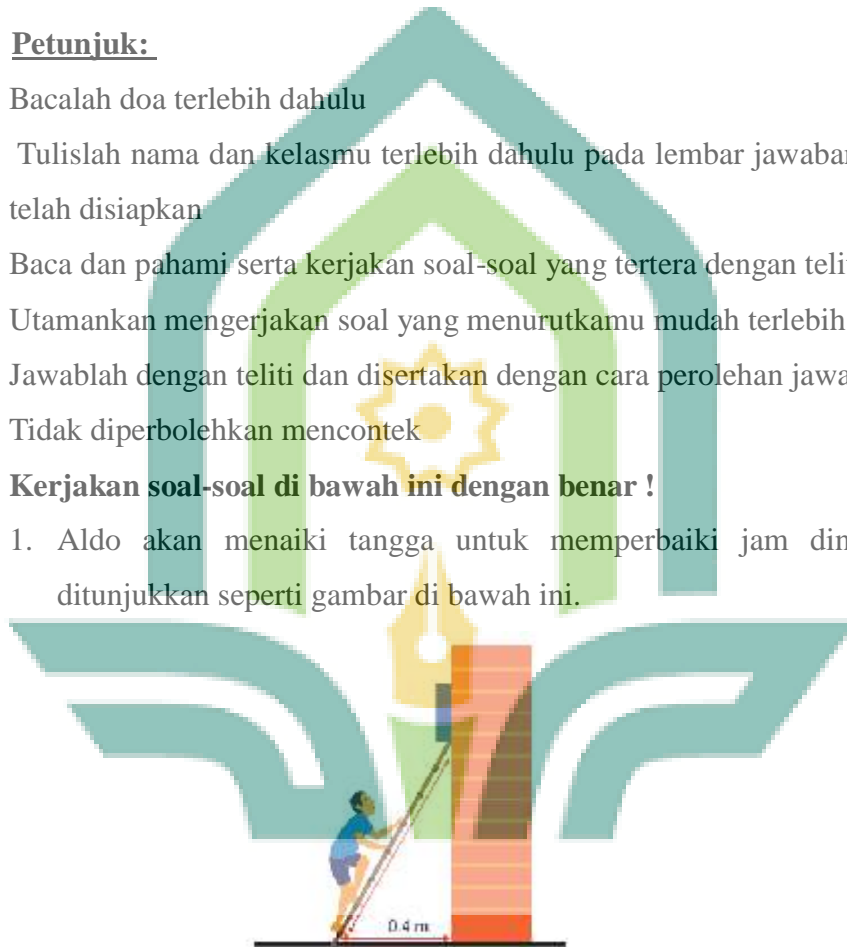 Petunjuk:
Bacalah doa terlebih dahulu
Tulislah nama dan kelasmu terlebih dahulu pada lembar jawaban
telah disiapkan
Baca dan pahami serta kerjakan soal-soal yang tertera dengan teli
Utamankan mengerjakan soal yang menurutkamu mudah terlebih
Jawablah dengan teliti dan disertakan dengan cara perolehan jawa
Tidak diperbolehkan mencontek
Kerjakan soal-soal di bawah ini dengan benar !
1. Aldo akan menaiki tangga untuk memperbaiki jam din
ditunjukkan seperti gambar di bawah ini.
0.4 m